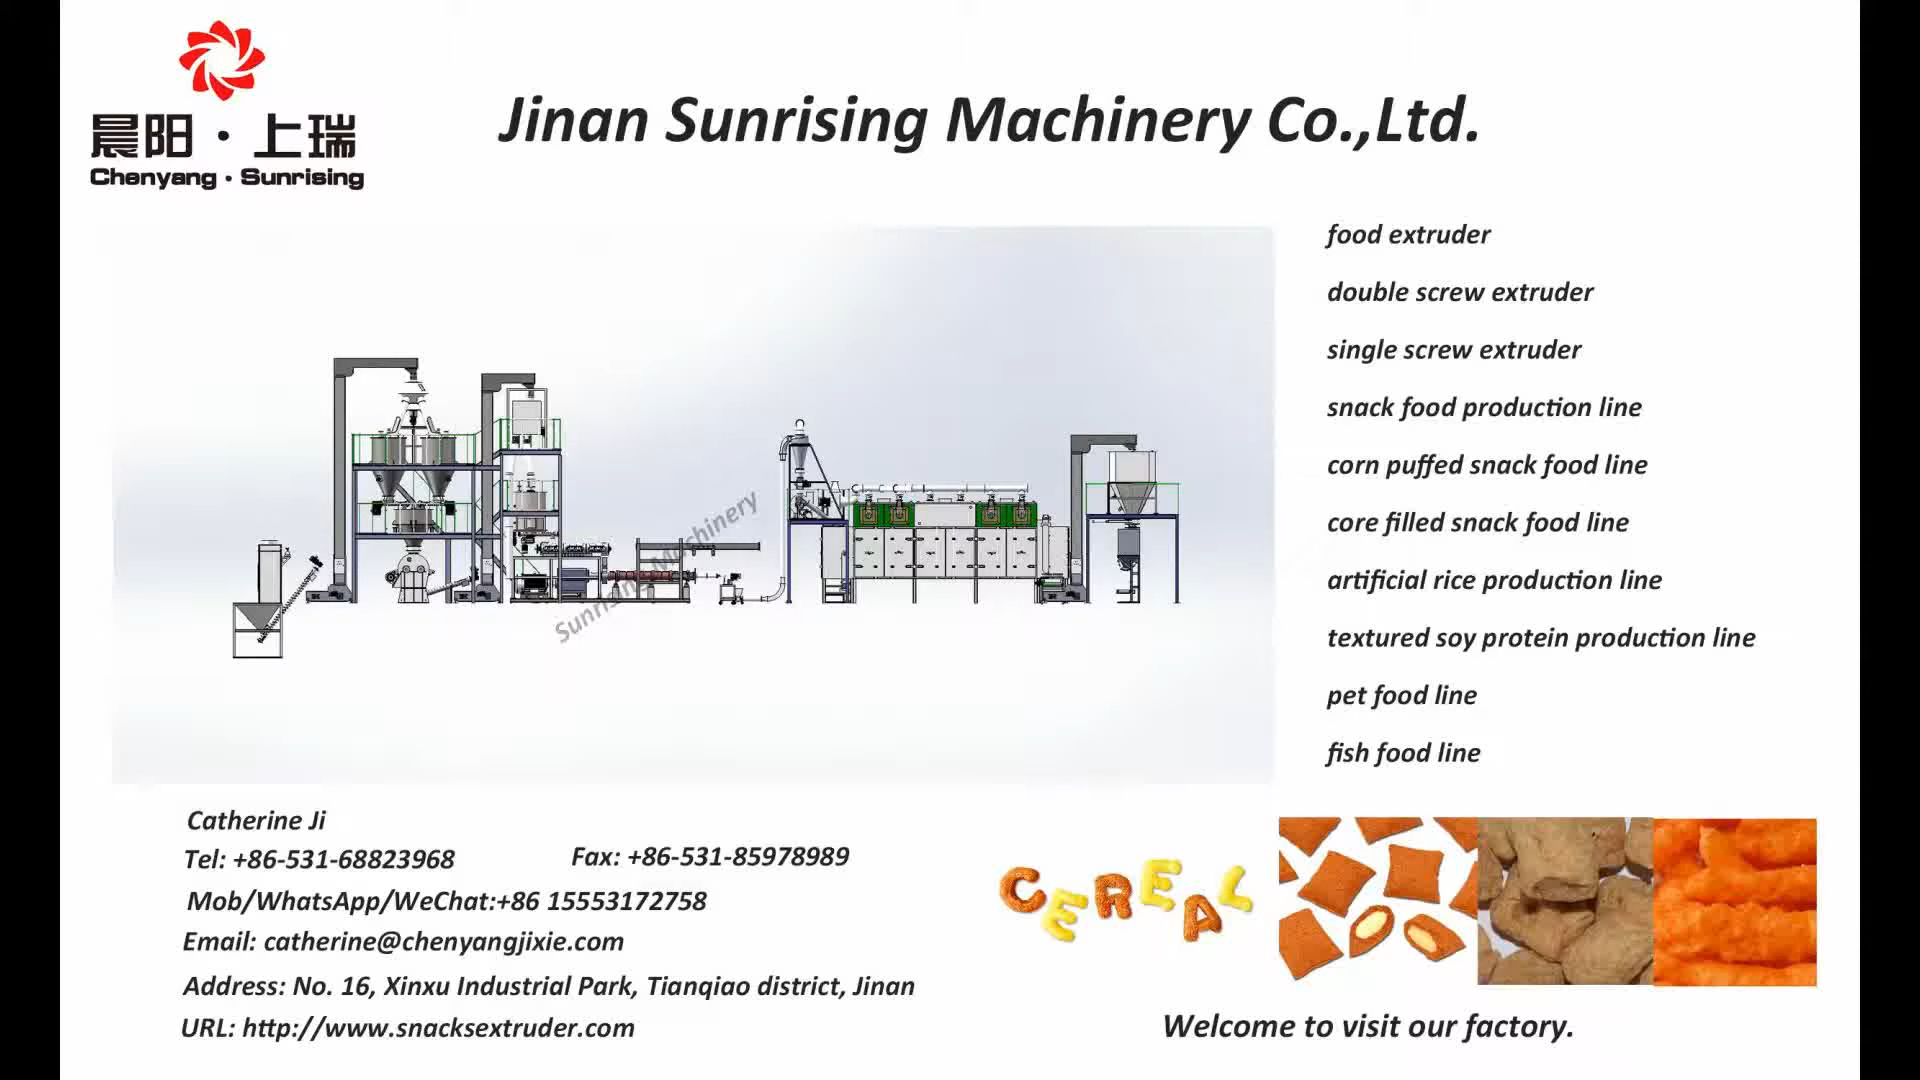 晨阳·上瑞
Chenyang · Sunrising
Jinan Sunrising Machinery Co.,Ltd.
food extruder
double screw extruder
single screw extruder
snack food production line
corn puffed snack food line
core filled snack food line
artificial rice production line
textured soy protein production line
pet food line
fish food line
Sunrising Machinery
Catherine Ji
Tel: +86-531-68823968 Fax: +86-531-85978989
Mob/WhatsApp/WeChat:+86 15553172758
Email: catherine@chenyangjixie.com
Address: No. 16, Xinxu Industrial Park, Tianqiao district, Jinan
URL: http://www.snacksextruder.com
CEREAL
Welcome to visit our factory.